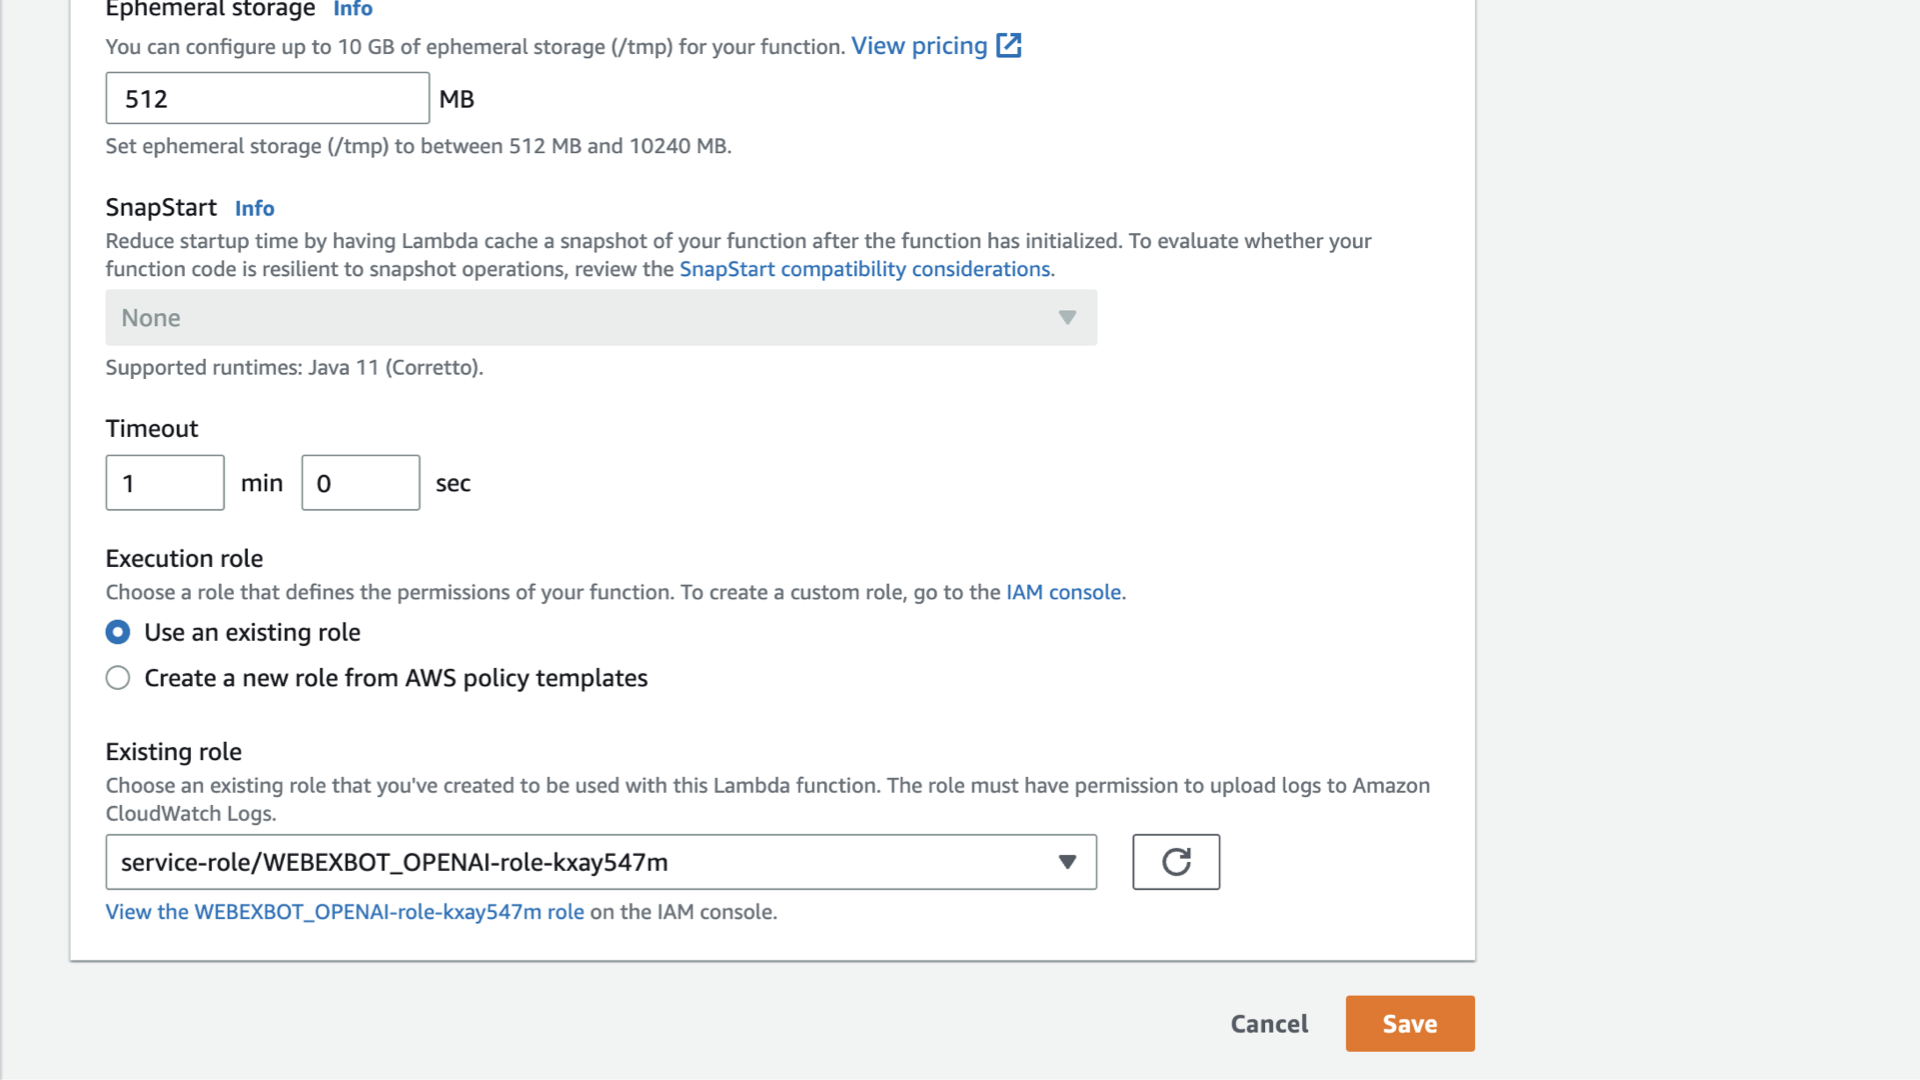 Ephemeral storage Info
You can configure up to 10 GB of ephemeral storage (/tmp) for your function. View pricing
512 MB
Set ephemeral storage (/tmp) to between 512 MB and 10240 MB.
SnapStart Info
Reduce startup time by having Lambda cache a snapshot of your function after the function has initialized. To evaluate whether your
function code is resilient to snapshot operations, review the SnapStart compatibility considerations.
None
Supported runtimes: Java 11 (Corretto).
Timeout
1 min 0 sec
Execution role
Choose a role that defines the permissions of your function. To create a custom role, go to the IAM console.
Use an existing role
Create a new role from AWS policy templates
Existing role
Choose an existing role that you've created to be used with this Lambda function. The role must have permission to upload logs to Amazon
CloudWatch Logs.
service-role/WEBEXBOT_OPENAI-role-kxay547m
View the WEBEXBOT_OPENAI-role-kxay547m role on the IAM console.
Cancel Save